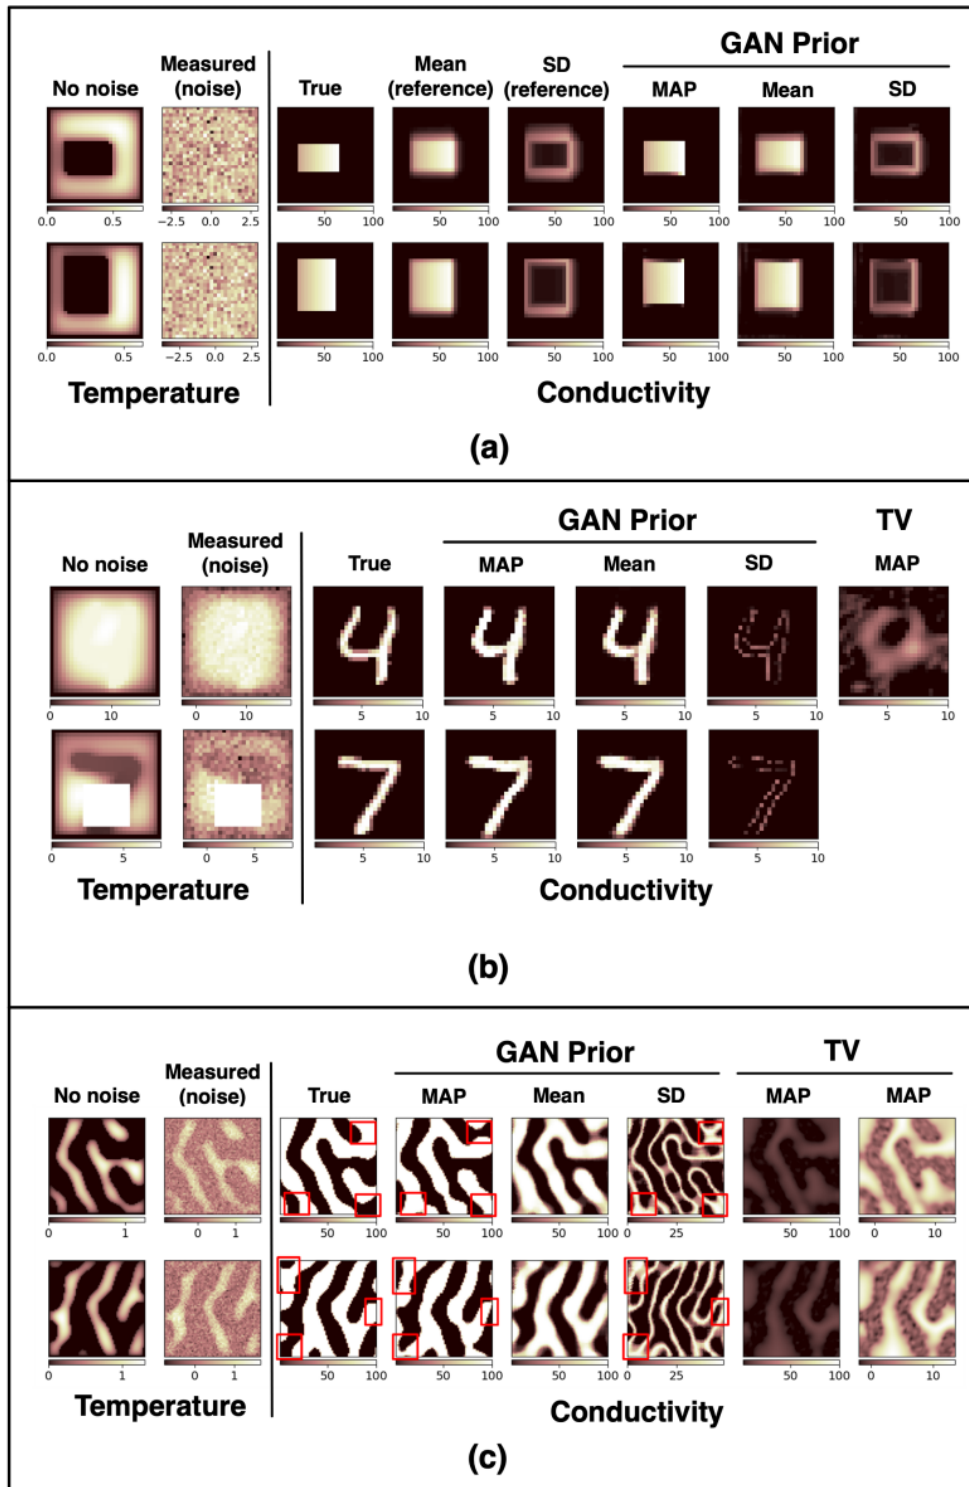 GAN Prior
No noise
Measured
(noise)
True
Mean
(reference)
SD
(reference)
MAP
Mean
SD
0.0 0.5
−2.5 0.0 2.5
50 100
50 100
50 100
50 100
50 100
50 100
0.0 0.5
−2.5 0.0 2.5
50 100
50 100
50 100
50 100
50 100
50 100
Temperature
Conductivity
(a)
GAN Prior
TV
No noise
Measured
(noise)
True
MAP
Mean
SD
MAP
0 10
0 10
5 10
5 10
5 10
5 10
5 10
0 5
0 5
5 10
5 10
5 10
5 10
Temperature
Conductivity
(b)
GAN Prior
TV
No noise
Measured
(noise)
True
MAP
Mean
SD
MAP
MAP
0 1
0 1
50 100
50 100
50 100
0 25
50 100
0 10
0 1
0 1
50 100
50 100
50 100
0 25
50 100
0 10
Temperature
Conductivity
(c)